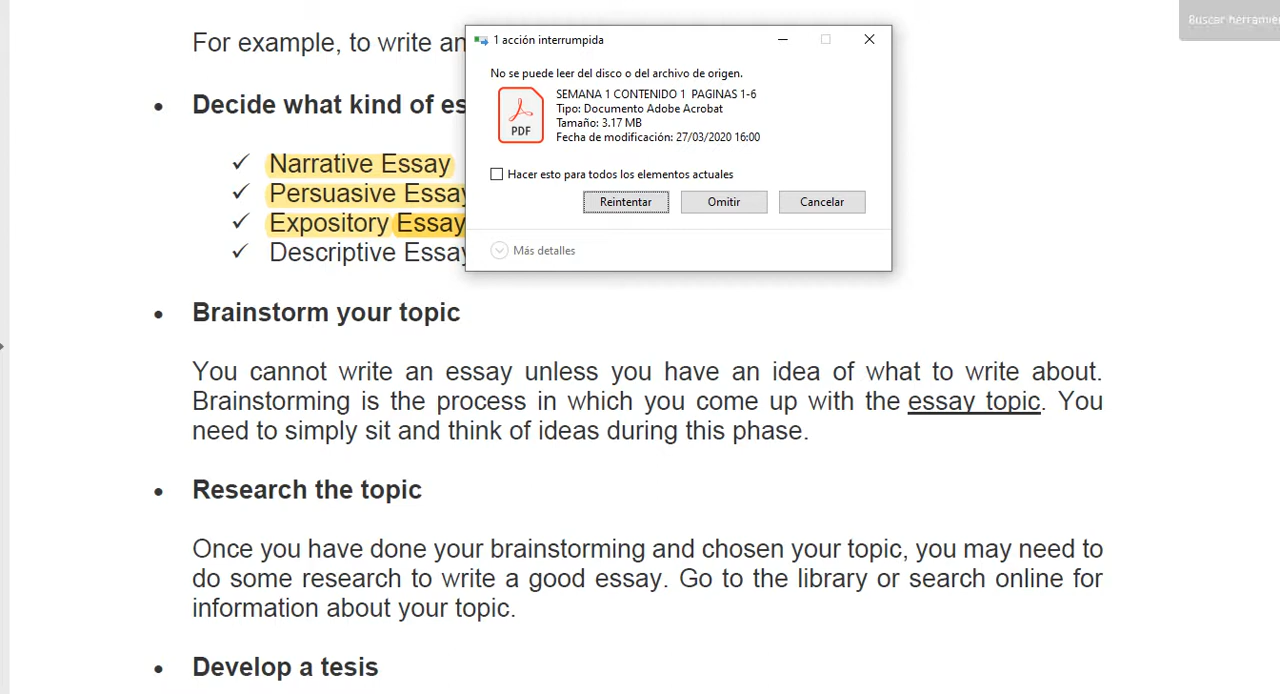 Buscar herramie
For example, to write an
1 acción interrumpida
No se puede leer del disco o del archivo de origen.
PDF
SEMANA 1 CONTENIDO 1 PAGINAS 1-6
Tipo: Documento Adobe Acrobat
Tamaño: 3.17 MB
Fecha de modificación: 27/03/2020 16:00
Hacer esto para todos los elementos actuales
Reintentar Omitir Cancelar
Más detalles
• Decide what kind of es
✓ Narrative Essay
✓ Persuasive Essay
✓ Expository Essay
✓ Descriptive Essay
• Brainstorm your topic
You cannot write an essay unless you have an idea of what to write about.
Brainstorming is the process in which you come up with the essay topic. You
need to simply sit and think of ideas during this phase.
• Research the topic
Once you have done your brainstorming and chosen your topic, you may need to
do some research to write a good essay. Go to the library or search online for
information about your topic.
• Develop a tesis